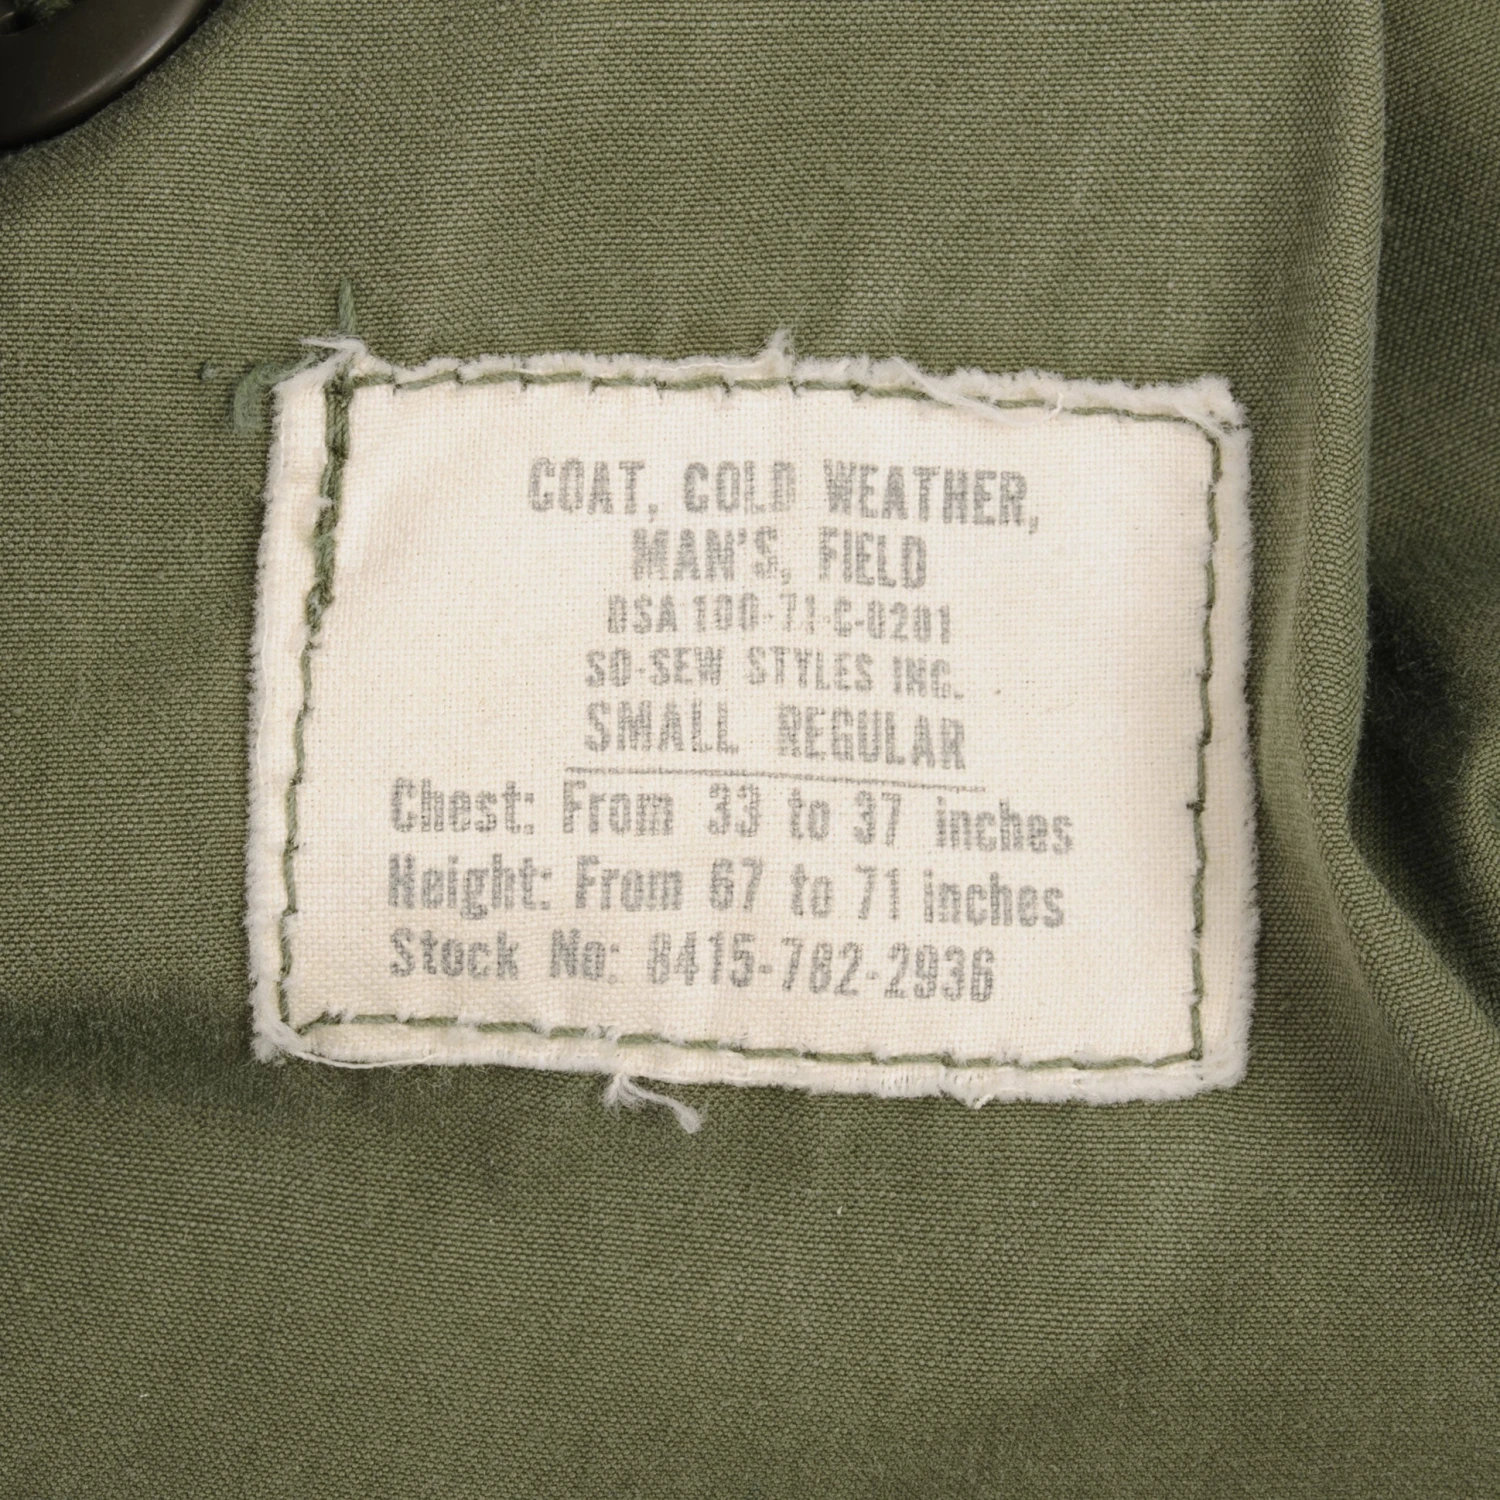 COAT, COLD WEATHER,
MAN'S, FIELD
DSA 100-71-C-0201
SO-SEW STYLES INC.
SMALL REGULAR
Chest: From 33 to 37 inches
Height: From 67 to 71 inches
Stock No: 8415-782-2936